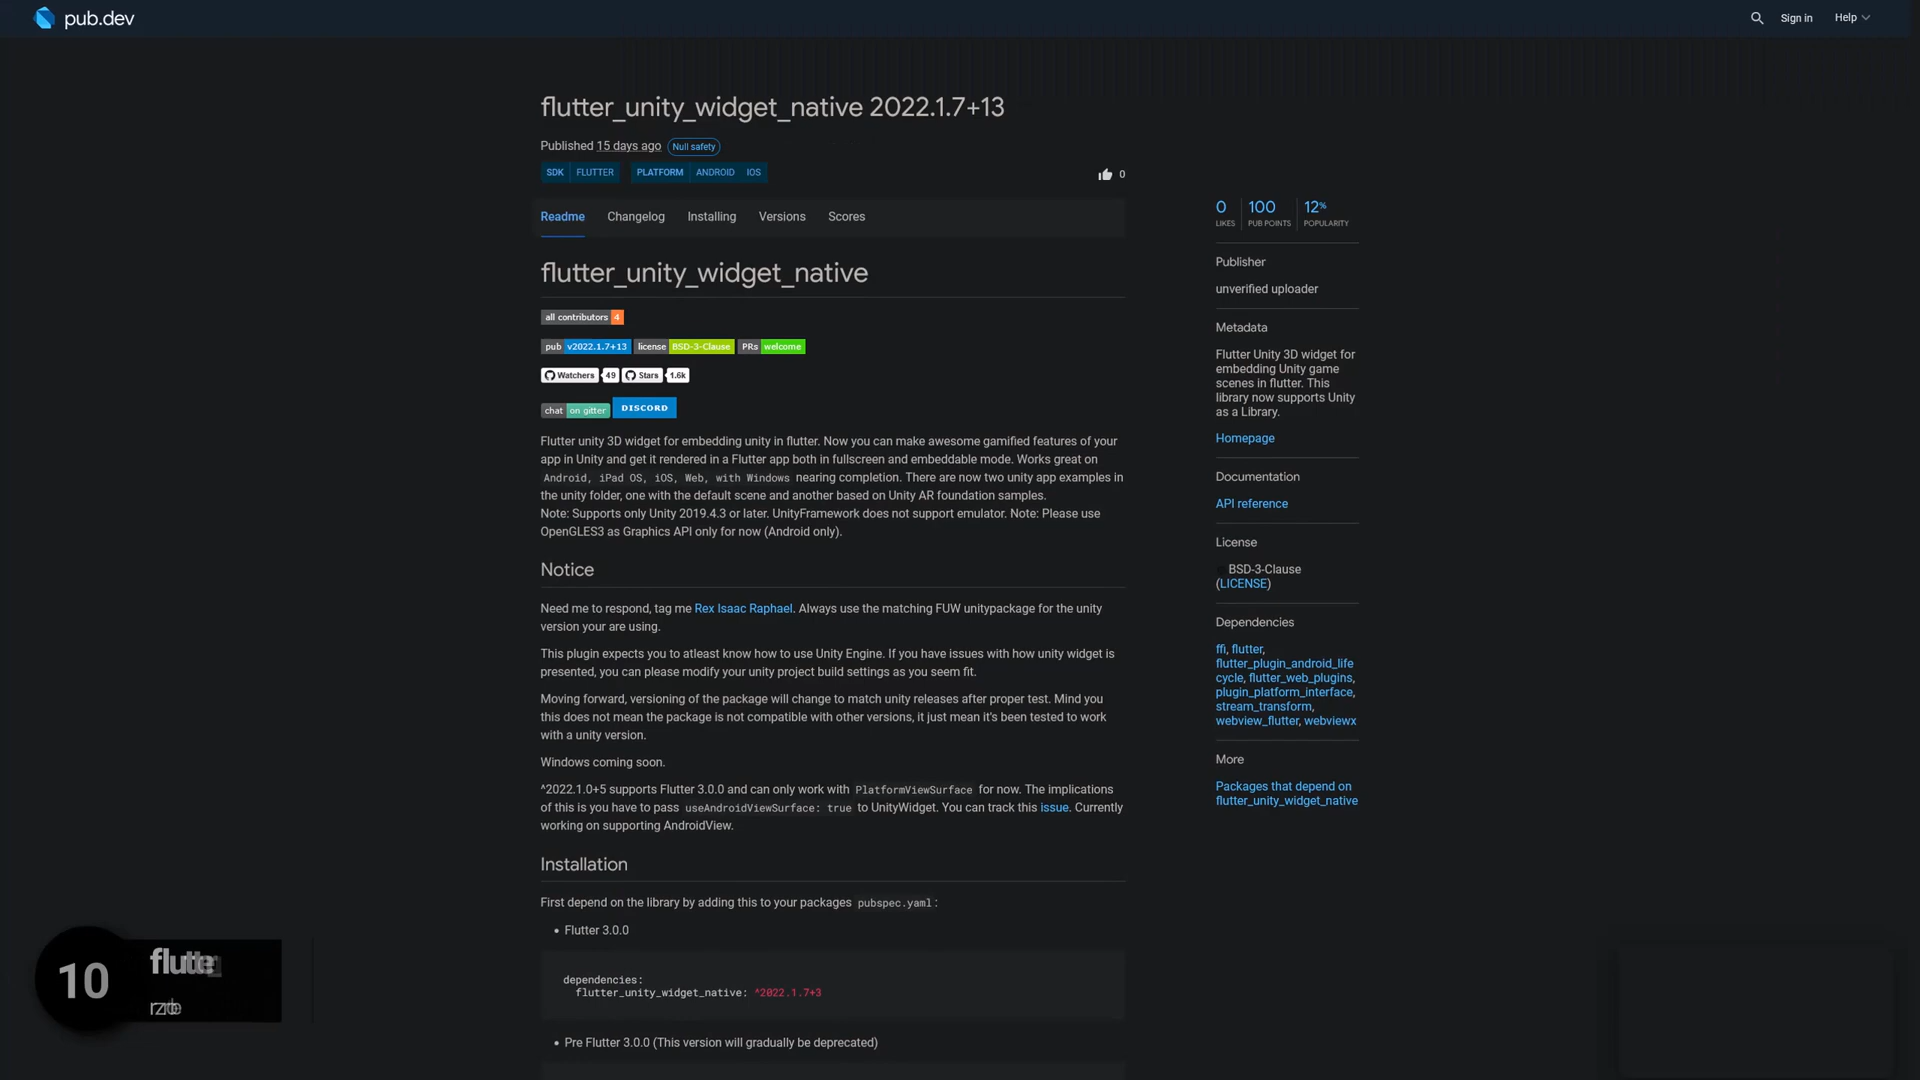 pub.dev
Sign in
Help
flutter_unity_widget_native 2022.1.7+13
Published 15 days ago
Null safety
SDK FLUTTER PLATFORM ANDROID IOS
0
Readme Changelog Installing Versions Scores
flutter_unity_widget_native
all contributors 4
pub v2022.1.7+13 license BSD-3-Clause PRs welcome
Watchers 49 Stars 1.6k
chat on gitter DISCORD
Flutter unity 3D widget for embedding unity in flutter. Now you can make awesome gamified features of your
app in Unity and get it rendered in a Flutter app both in fullscreen and embeddable mode. Works great on
Android, iPad OS, iOS, Web, with Windows nearing completion. There are now two unity app examples in
the unity folder, one with the default scene and another based on Unity AR foundation samples.
Note: Supports only Unity 2019.4.3 or later. UnityFramework does not support emulator. Note: Please use
OpenGLES3 as Graphics API only for now (Android only).
Notice
Need me to respond, tag me Rex Isaac Raphael. Always use the matching FUW unitypackage for the unity
version your are using.
This plugin expects you to atleast know how to use Unity Engine. If you have issues with how unity widget is
presented, you can please modify your unity project build settings as you seem fit.
Moving forward, versioning of the package will change to match unity releases after proper test. Mind you
this does not mean the package is not compatible with other versions, it just mean it's been tested to work
with a unity version.
Windows coming soon.
^2022.1.0+5 supports Flutter 3.0.0 and can only work with PlatformViewSurface for now. The implications
of this is you have to pass useAndroidViewSurface: true to UnityWidget. You can track this issue. Currently
working on supporting AndroidView.
Installation
First depend on the library by adding this to your packages pubspec.yaml:
• Flutter 3.0.0
dependencies:
flutter_unity_widget_native: ^2022.1.7+3
• Pre Flutter 3.0.0 (This version will gradually be deprecated)
0 100 12%
LIKES PUB POINTS POPULARITY
Publisher
unverified uploader
Metadata
Flutter Unity 3D widget for
embedding Unity game
scenes in flutter. This
library now supports Unity
as a Library.
Homepage
Documentation
API reference
License
BSD-3-Clause
(LICENSE)
Dependencies
ffi, flutter,
flutter_plugin_android_life
cycle, flutter_web_plugins,
plugin_platform_interface,
stream_transform,
webview_flutter, webviewx
More
Packages that depend on
flutter_unity_widget_native
10